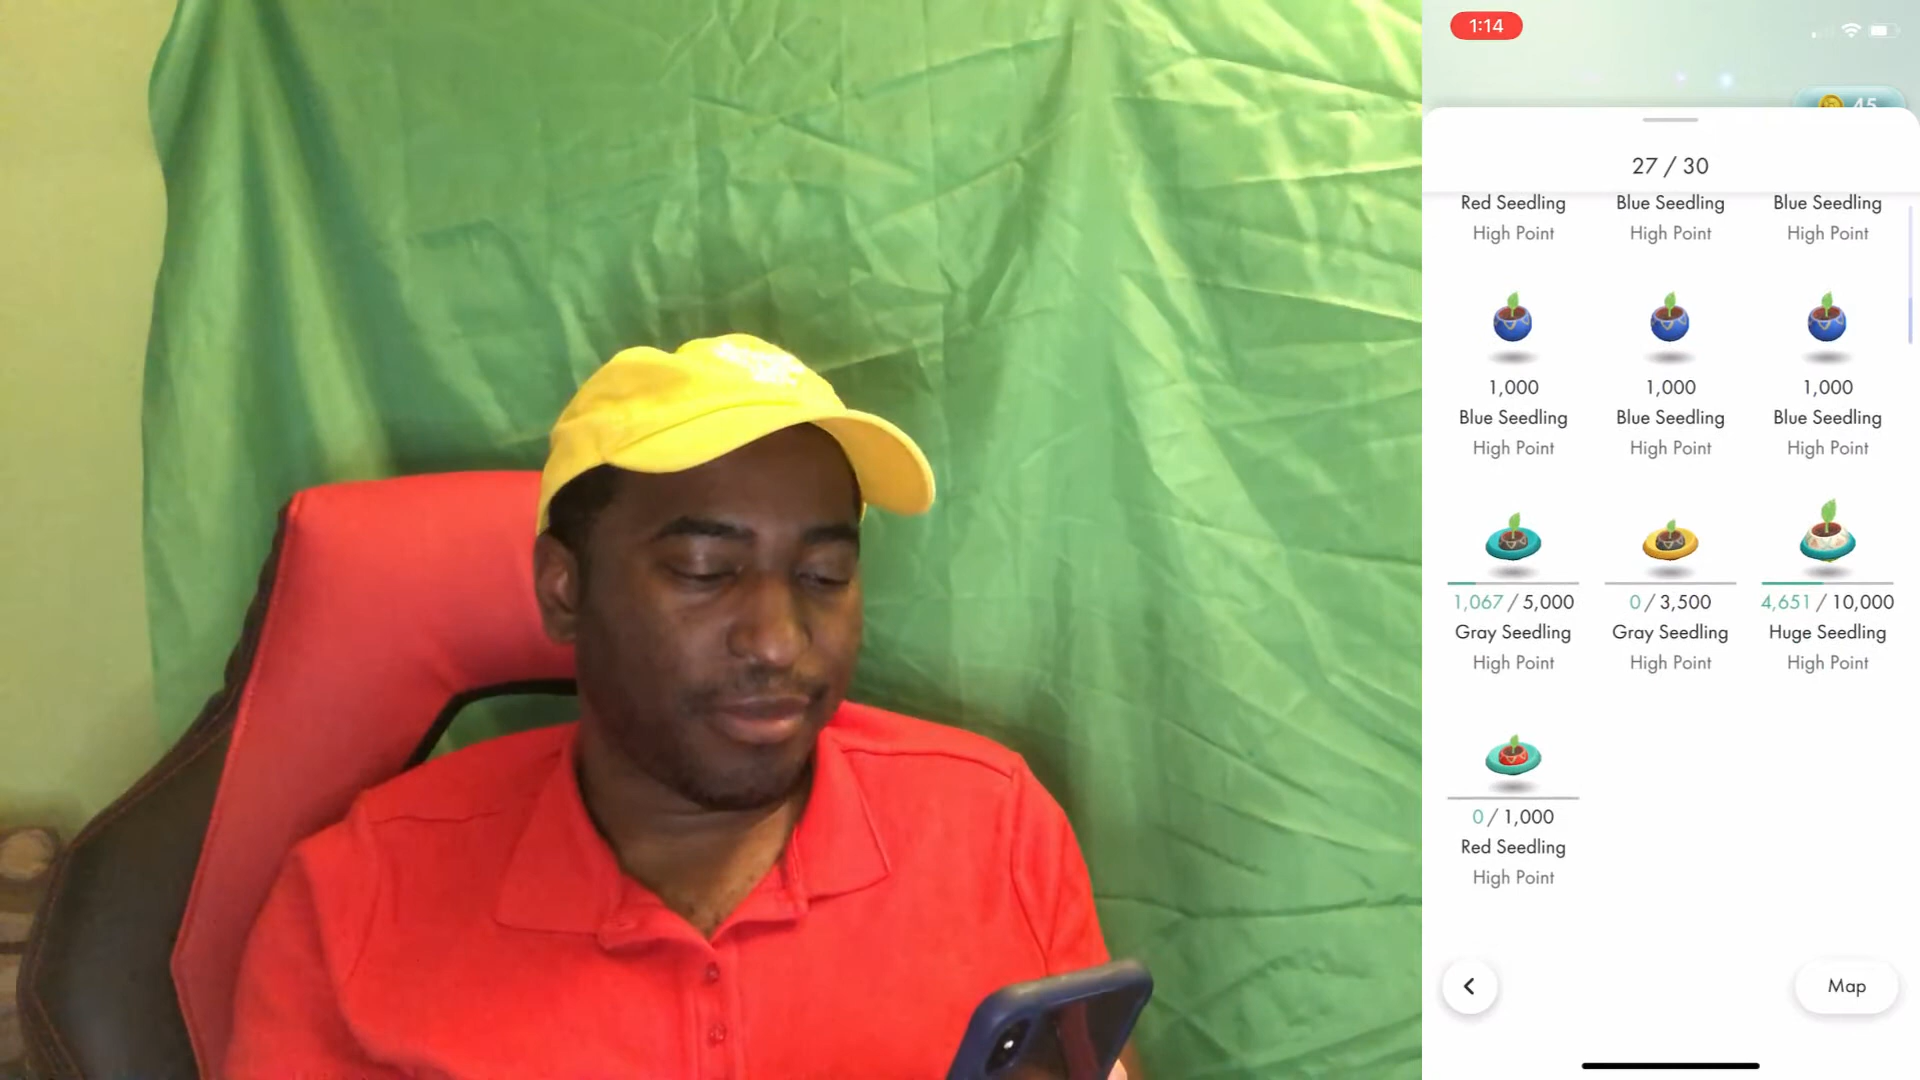 1:14
45
27 / 30
Red Seedling Blue Seedling Blue Seedling
High Point High Point High Point
1,000 1,000 1,000
Blue Seedling Blue Seedling Blue Seedling
High Point High Point High Point
1,067 / 5,000 0 / 3,500 4,651 / 10,000
Gray Seedling Gray Seedling Huge Seedling
High Point High Point High Point
0 / 1,000
Red Seedling
High Point
Map